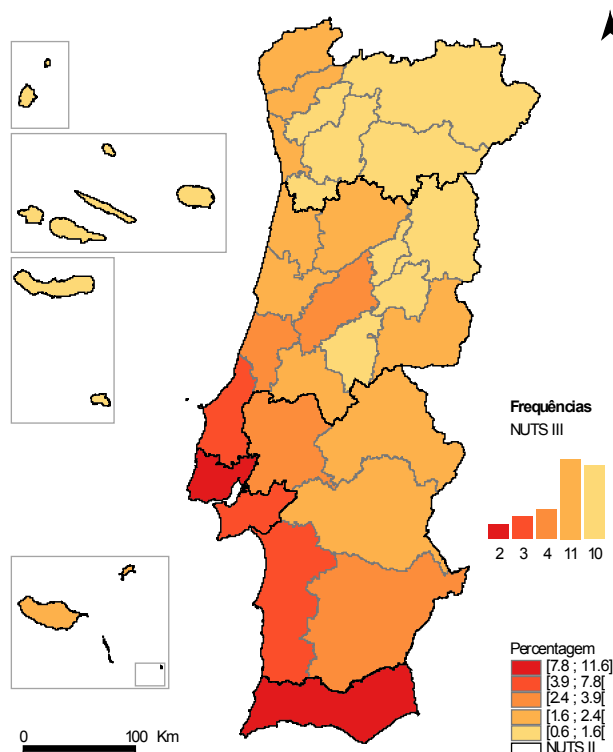 Frequências
NUTS III
2 3 4 11 10
Percentagem
[7.8 ; 11.6]
[3.9 ; 7.8[
[2.4 ; 3.9[
[1.6 ; 2.4[
[0.6 ; 1.6[
NUTS II
0 100 Km